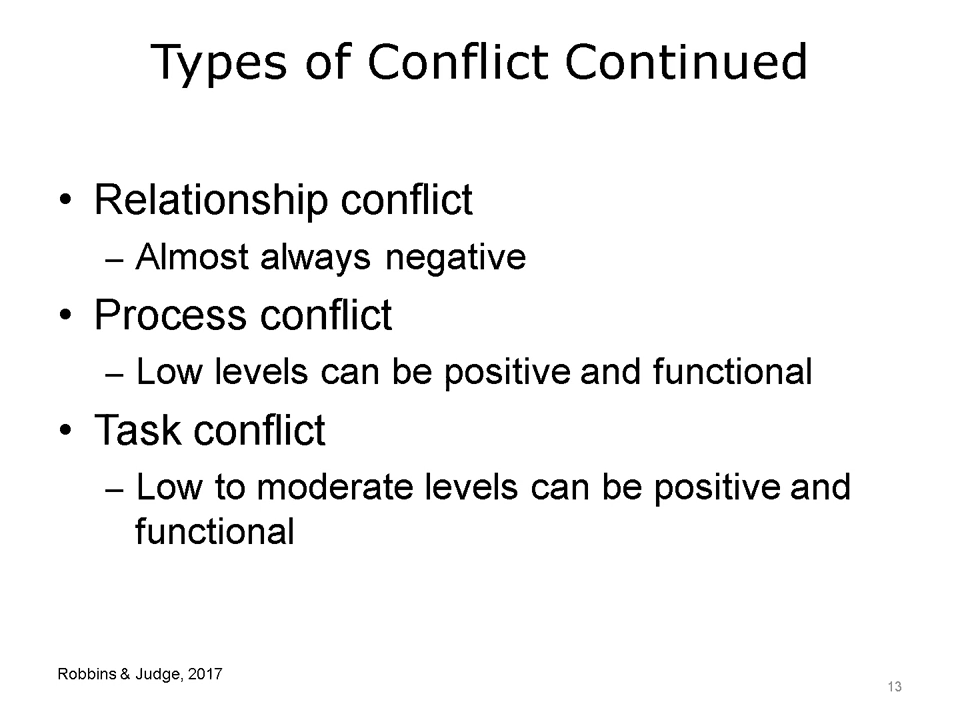 Types of Conflict Continued
• Relationship conflict
– Almost always negative
• Process conflict
– Low levels can be positive and functional
• Task conflict
– Low to moderate levels can be positive and
functional
Robbins & Judge, 2017
13